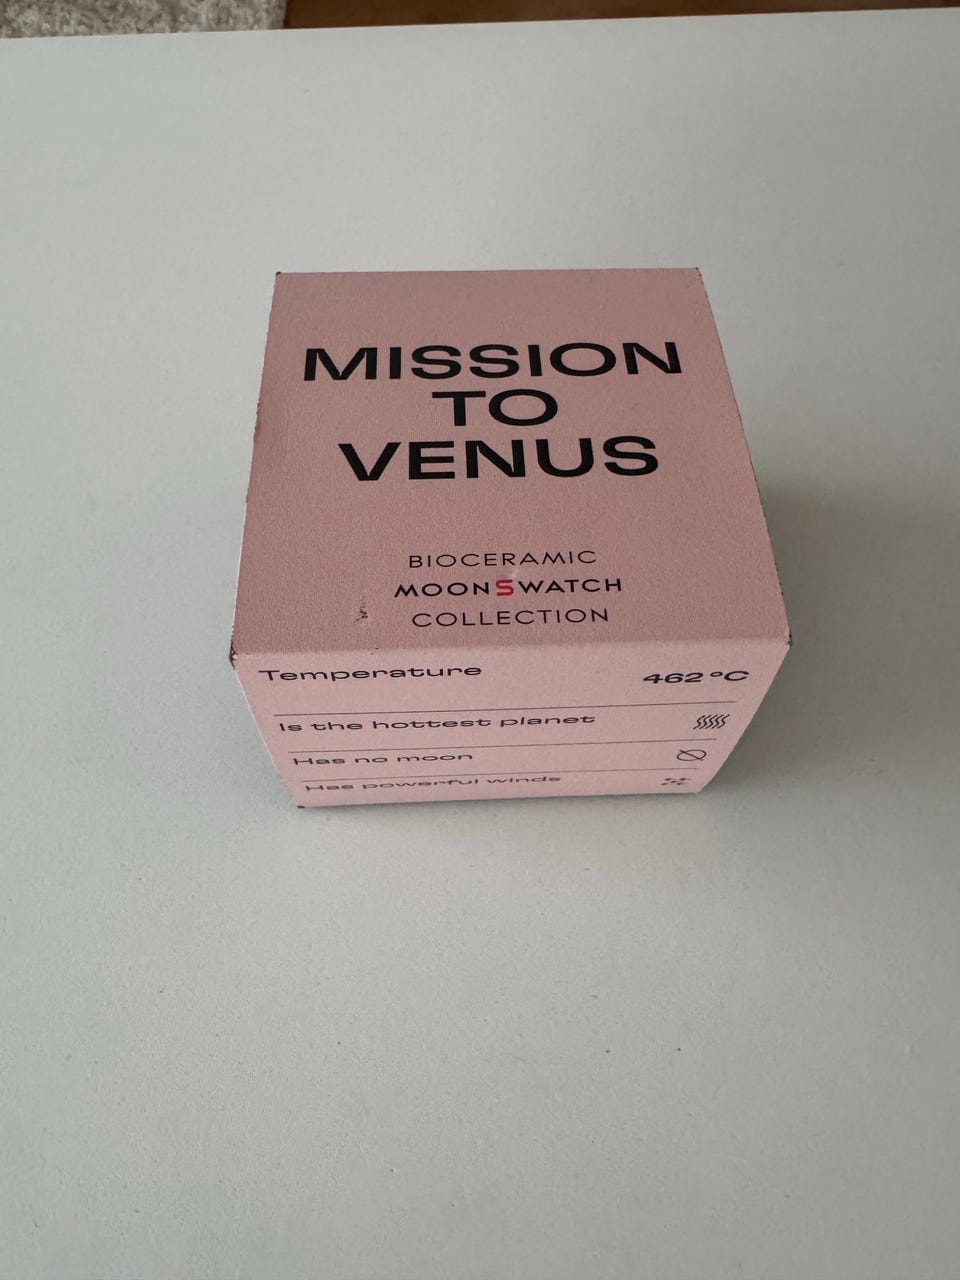 MISSION
TO
VENUS
BIOCERAMIC
MOONSWATCH
COLLECTION
Temperature 462 °C
Is the hottest planet
Has no moon
Has powerful winds